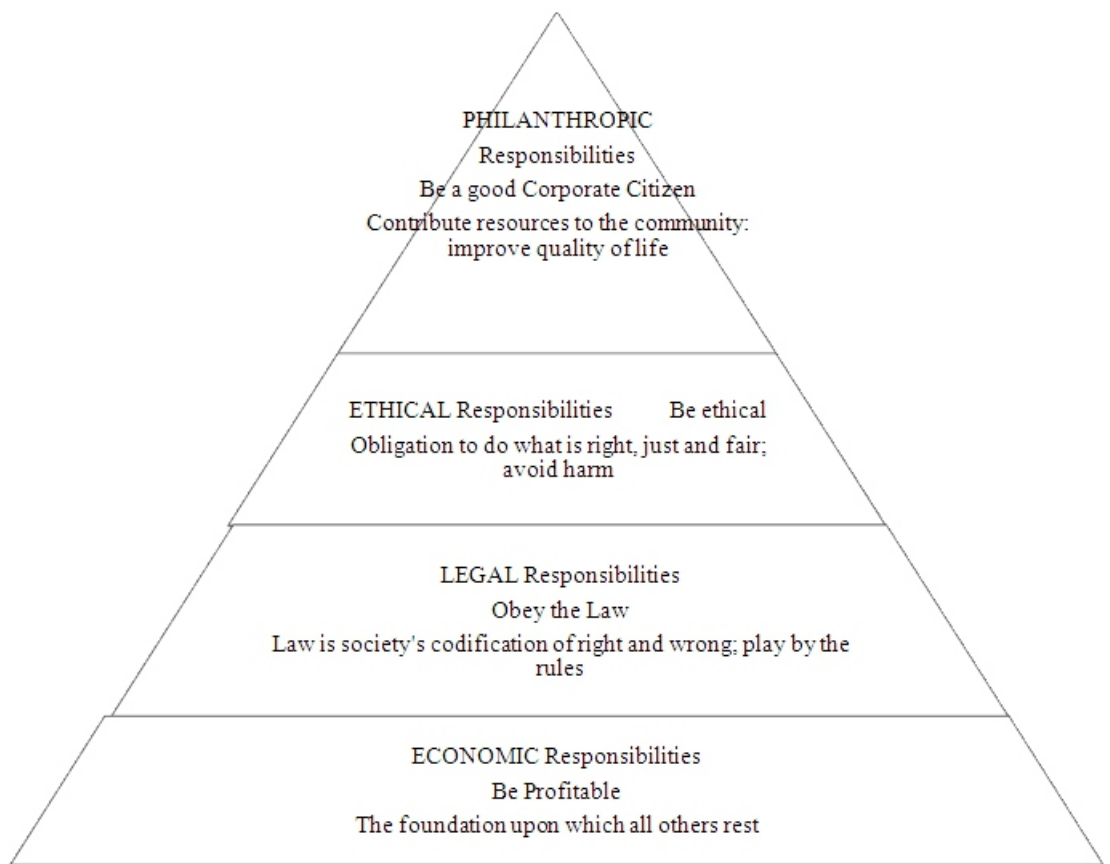 PHILANTHROPIC
Responsibilities
Be a good Corporate Citizen
Contribute resources to the community:
improve quality of life
ETHICAL Responsibilities Be ethical
Obligation to do what is right, just and fair;
avoid harm
LEGAL Responsibilities
Obey the Law
Law is society's codification of right and wrong; play by the
rules
ECONOMIC Responsibilities
Be Profitable
The foundation upon which all others rest